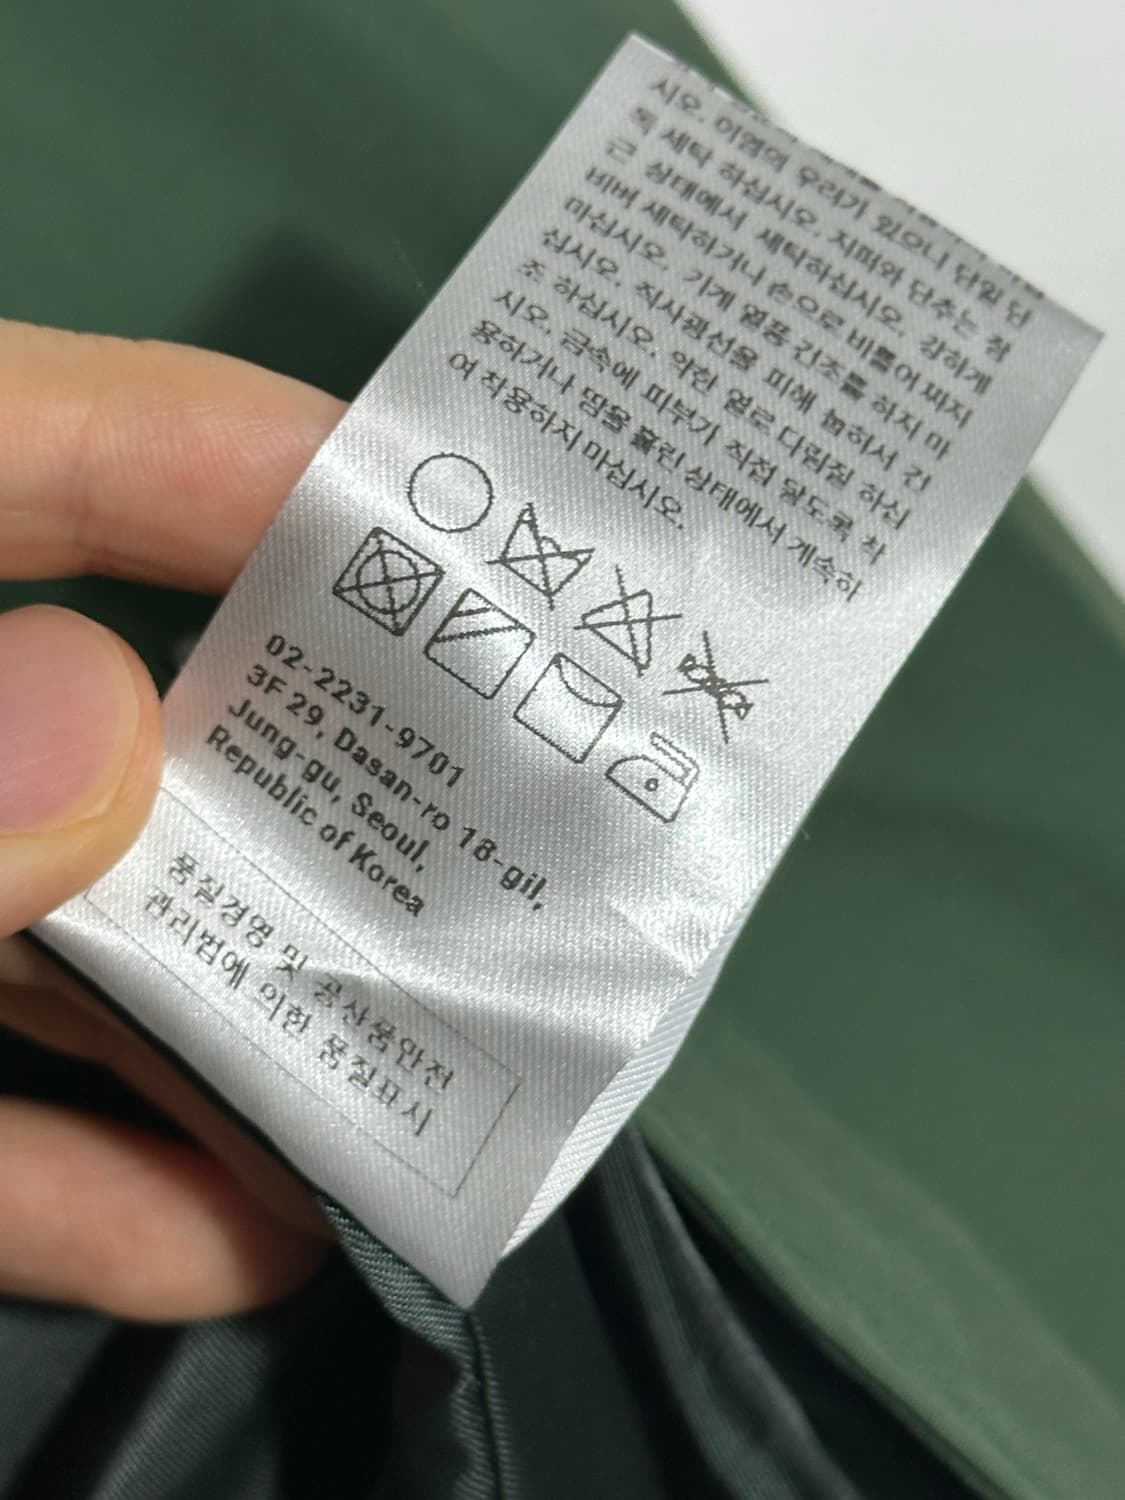 시오. 이염의 우려가 있으니 단일 단
독 세탁 하십시오. 지퍼와 단추는 잠
근 상태에서 세탁하십시오. 강하게
비벼 세탁하거나 손으로 비틀어 짜지
마십시오. 기계 열풍 건조를 하지 마
십시오. 직사광선을 피해 눕혀서 건
조 하십시오. 약한 열로 다림질 하십
시오. 금속에 피부가 직접 닿도록 착
용하거나 땀을 흘린 상태에서 계속하
여 착용하지 마십시오.
02-2231-9701
3F 29, Dasan-ro 18-gil,
Jung-gu, Seoul,
Republic of Korea
품질경영 및 공산품안전
관리법에 의한 품질표시